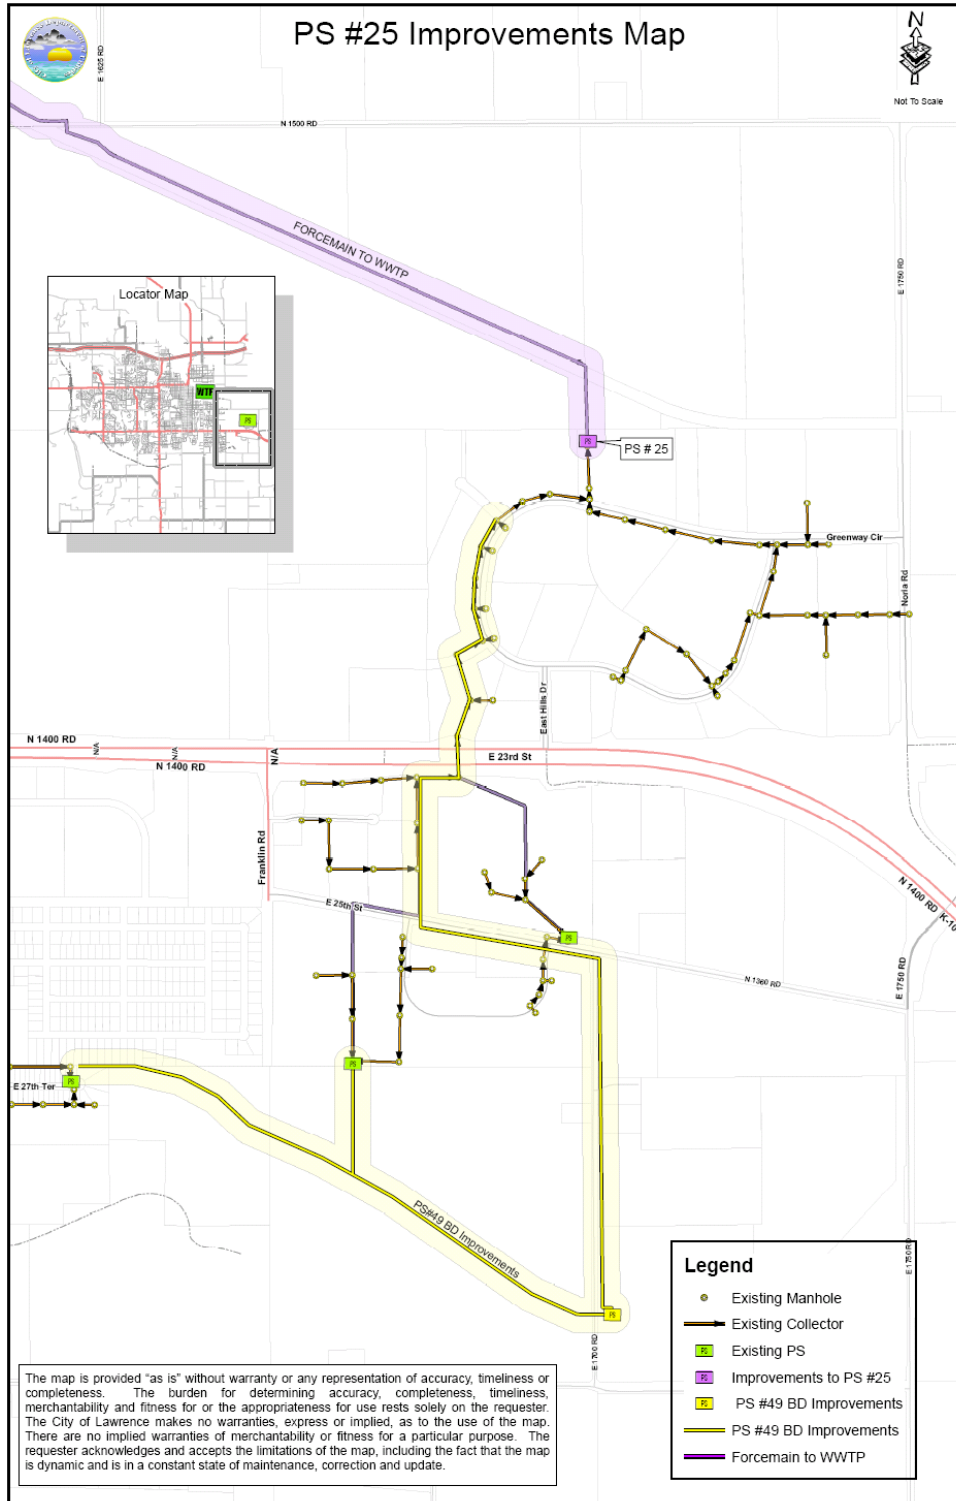 PS #25 Improvements Map
N
Not To Scale
E 1625 RD
N 1500 RD
FORCEMAIN TO WWTP
E 1750 RD
Locator Map
WTF
PS
PS
PS # 25
Greenway Cir
Noria Rd
East Hills Dr
N 1400 RD
N/A
N/A
N/A
N 1400 RD
E 23rd St
Franklin Rd
E 25th St
PS
N 1400 RD
K-10
N 1360 RD
E 1750 RD
PS
PS
E 27th Ter
PS#49 BD Improvements
PS
E 1700 RD
E 1750 RD
Legend
Existing Manhole
Existing Collector
PS Existing PS
PS Improvements to PS #25
PS PS #49 BD Improvements
PS #49 BD Improvements
Forcemain to WWTP
The map is provided "as is" without warranty or any representation of accuracy, timeliness or
completeness. The burden for determining accuracy, completeness, timeliness,
merchantability and fitness for or the appropriateness for use rests solely on the requester.
The City of Lawrence makes no warranties, express or implied, as to the use of the map.
There are no implied warranties of merchantability or fitness for a particular purpose. The
requester acknowledges and accepts the limitations of the map, including the fact that the map
is dynamic and is in a constant state of maintenance, correction and update.